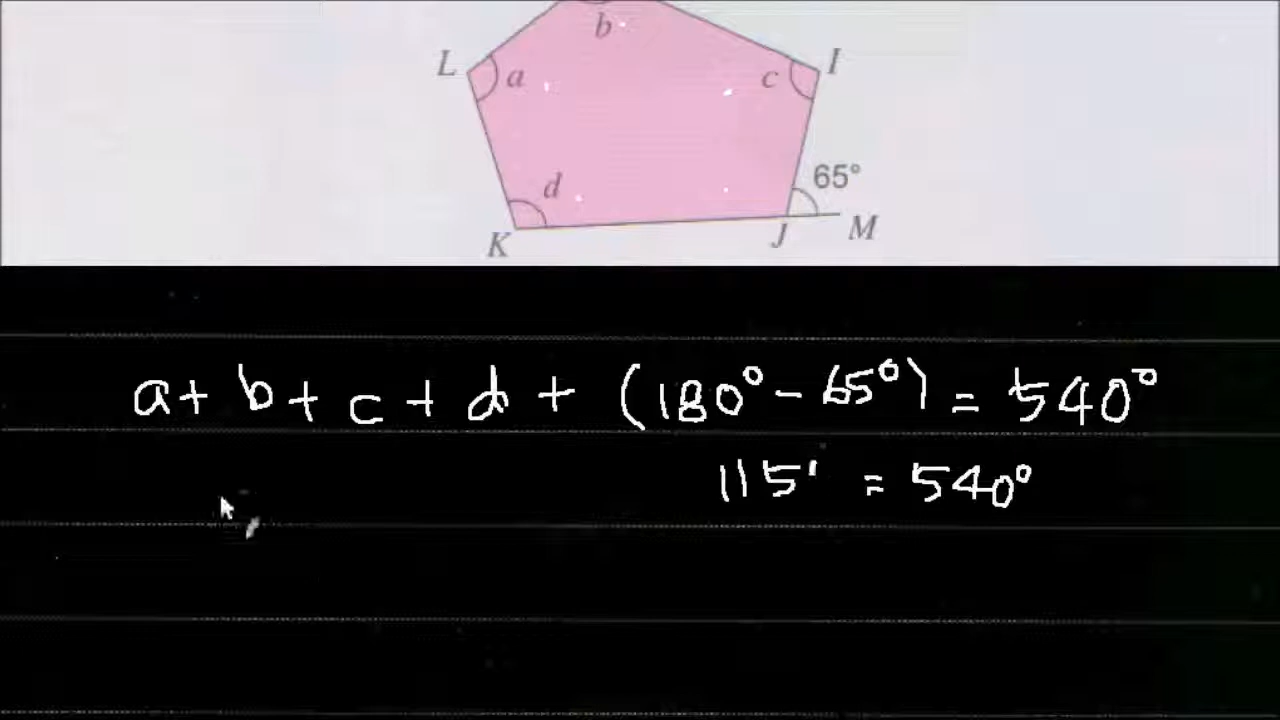 b
L
a
c
I
d
65°
K
J
M
a + b + c + d + (180° - 65°) = 540°
115° = 540°